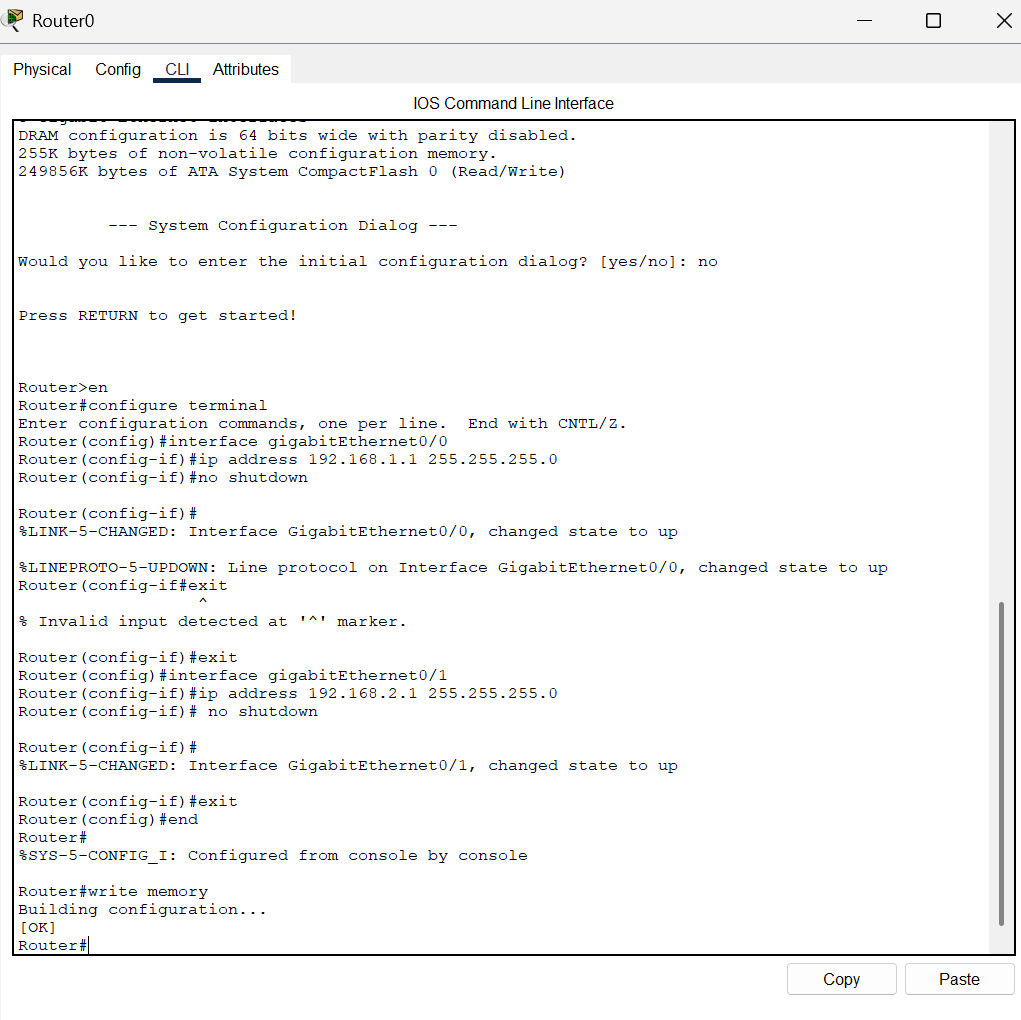 Router0
Physical Config CLI Attributes
IOS Command Line Interface
DRAM configuration is 64 bits wide with parity disabled.
255K bytes of non-volatile configuration memory.
249856K bytes of ATA System CompactFlash 0 (Read/Write)
--- System Configuration Dialog ---
Would you like to enter the initial configuration dialog? [yes/no]: no
Press RETURN to get started!
Router>en
Router#configure terminal
Enter configuration commands, one per line.  End with CNTL/Z.
Router(config)#interface gigabitEthernet0/0
Router(config-if)#ip address 192.168.1.1 255.255.255.0
Router(config-if)#no shutdown
Router(config-if)#
%LINK-5-CHANGED: Interface GigabitEthernet0/0, changed state to up
%LINEPROTO-5-UPDOWN: Line protocol on Interface GigabitEthernet0/0, changed state to up
Router(config-if#exit
^
% Invalid input detected at '^' marker.
Router(config-if)#exit
Router(config)#interface gigabitEthernet0/1
Router(config-if)#ip address 192.168.2.1 255.255.255.0
Router(config-if)# no shutdown
Router(config-if)#
%LINK-5-CHANGED: Interface GigabitEthernet0/1, changed state to up
Router(config-if)#exit
Router(config)#end
Router#
%SYS-5-CONFIG_I: Configured from console by console
Router#write memory
Building configuration...
[OK]
Router#
Copy Paste